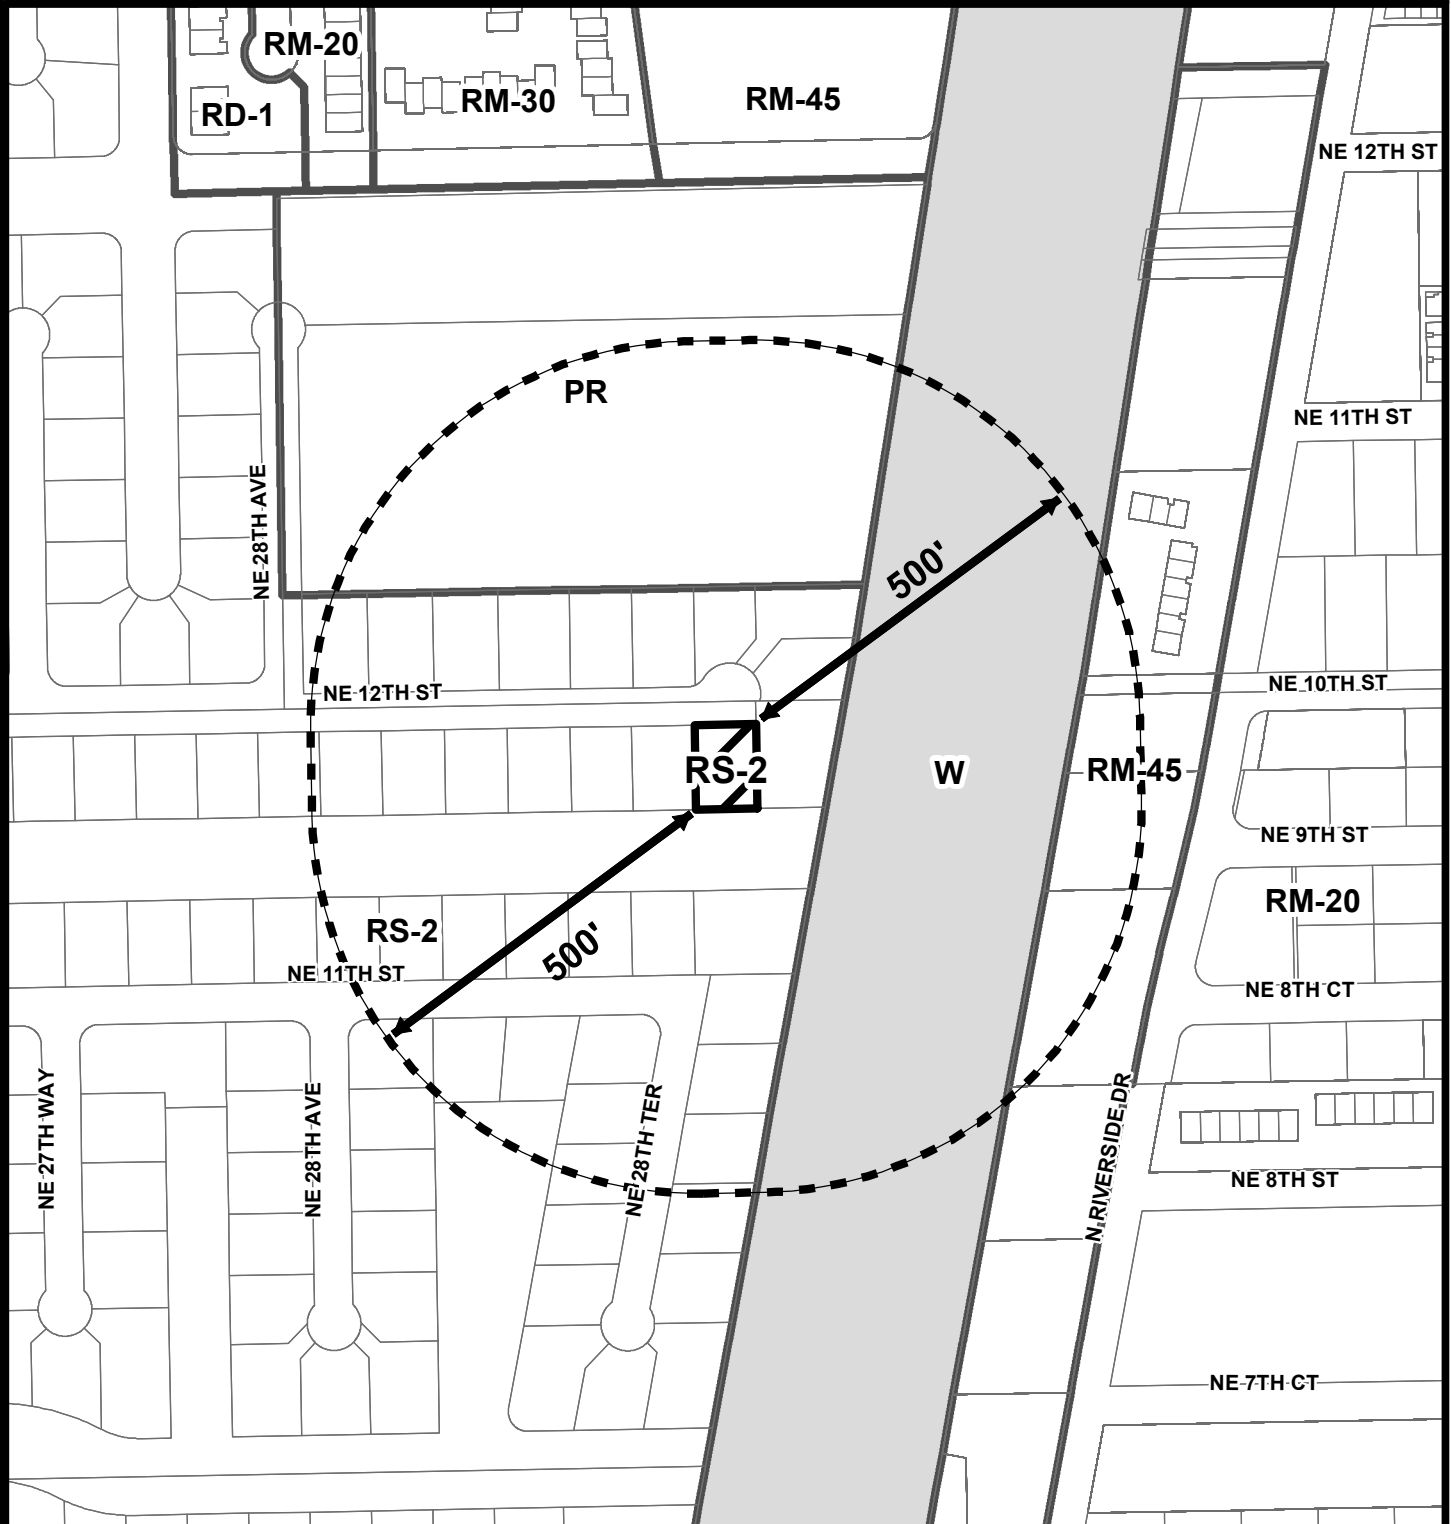 RM-20
RD-1
RM-30
RM-45
NE 12TH ST
PR
NE 11TH ST
NE 28TH AVE
500'
NE 12TH ST
NE 10TH ST
RS-2
W
RM-45
NE 9TH ST
RM-20
RS-2
500'
NE 11TH ST
NE 8TH CT
NE 27TH WAY
NE 28TH AVE
NE 28TH TER
N RIVERSIDE DR
NE 8TH ST
NE 7TH CT